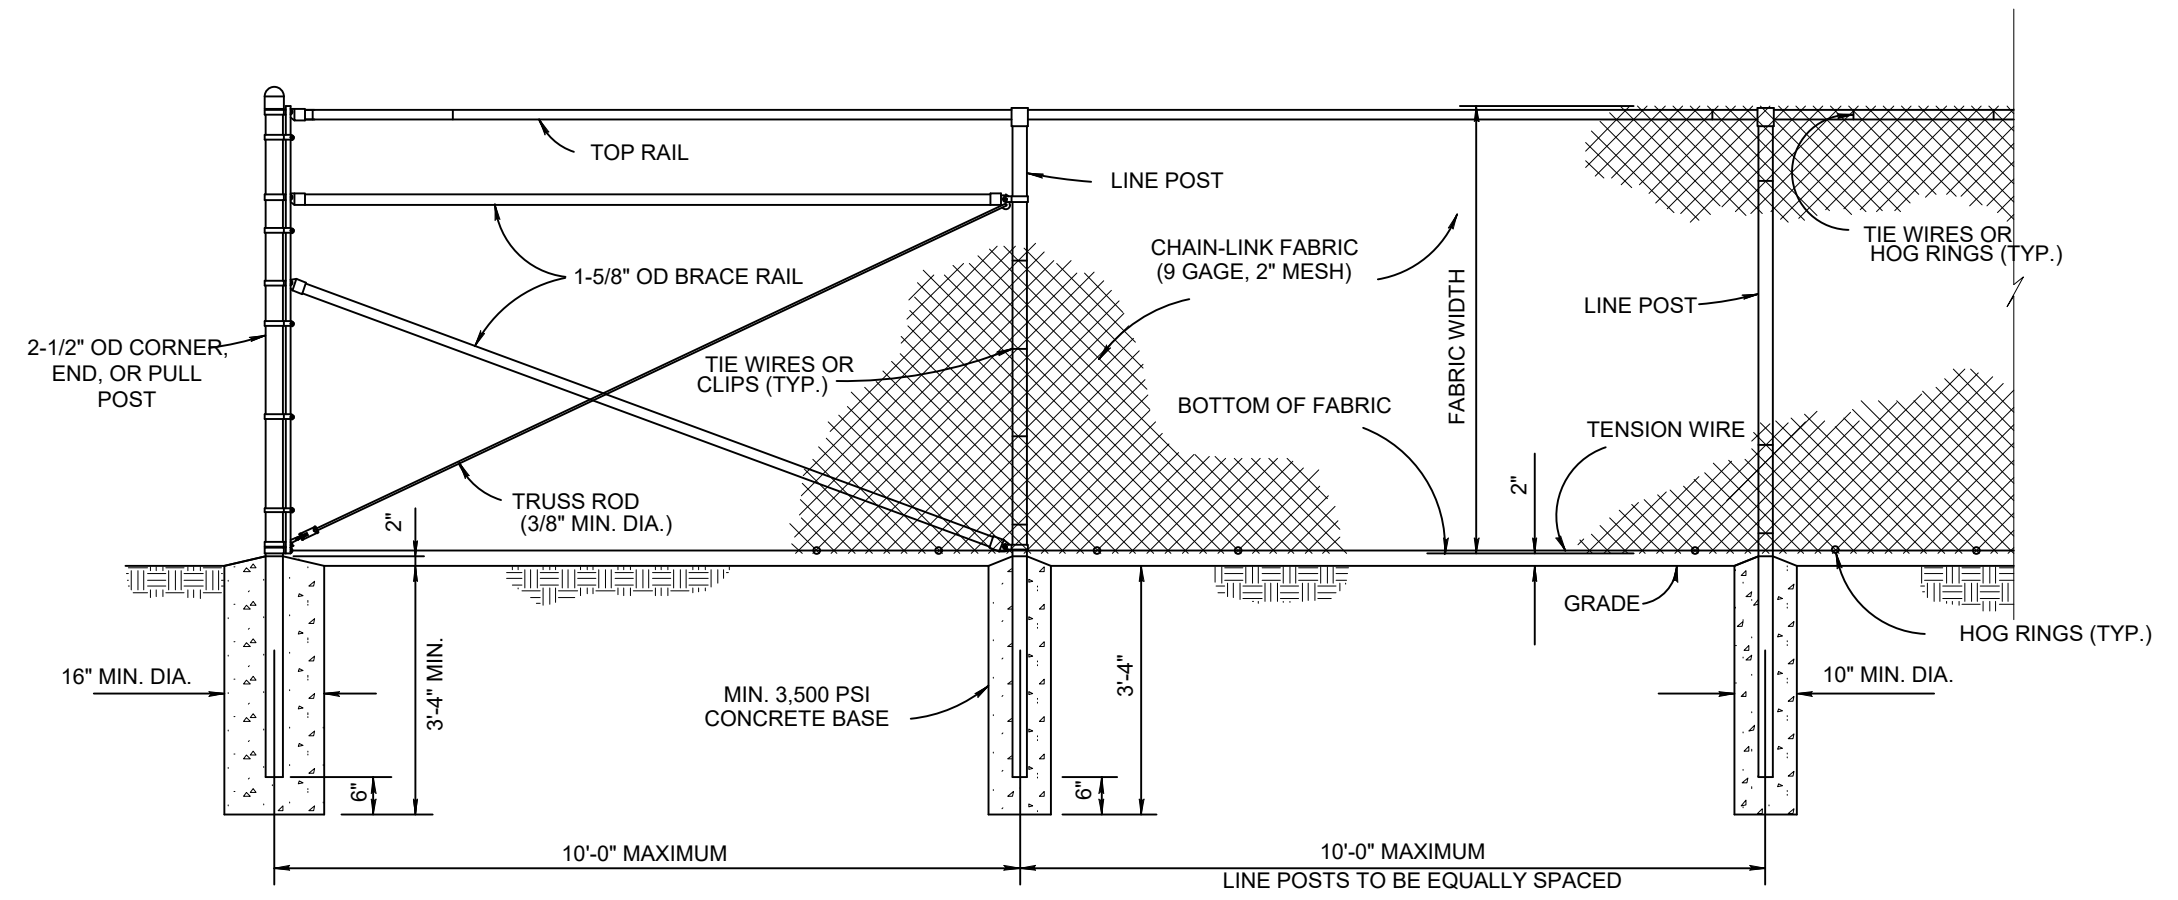 TOP RAIL
LINE POST
TIE WIRES OR
HOG RINGS (TYP.)
CHAIN-LINK FABRIC
(9 GAGE, 2" MESH)
1-5/8" OD BRACE RAIL
FABRIC WIDTH
LINE POST
2-1/2" OD CORNER,
END, OR PULL
POST
TIE WIRES OR
CLIPS (TYP.)
BOTTOM OF FABRIC
TENSION WIRE
TRUSS ROD
(3/8" MIN. DIA.)
2"
2"
GRADE
HOG RINGS (TYP.)
16" MIN. DIA.
3'-4" MIN.
MIN. 3,500 PSI
CONCRETE BASE
3'-4"
10" MIN. DIA.
6"
6"
10'-0" MAXIMUM
10'-0" MAXIMUM
LINE POSTS TO BE EQUALLY SPACED